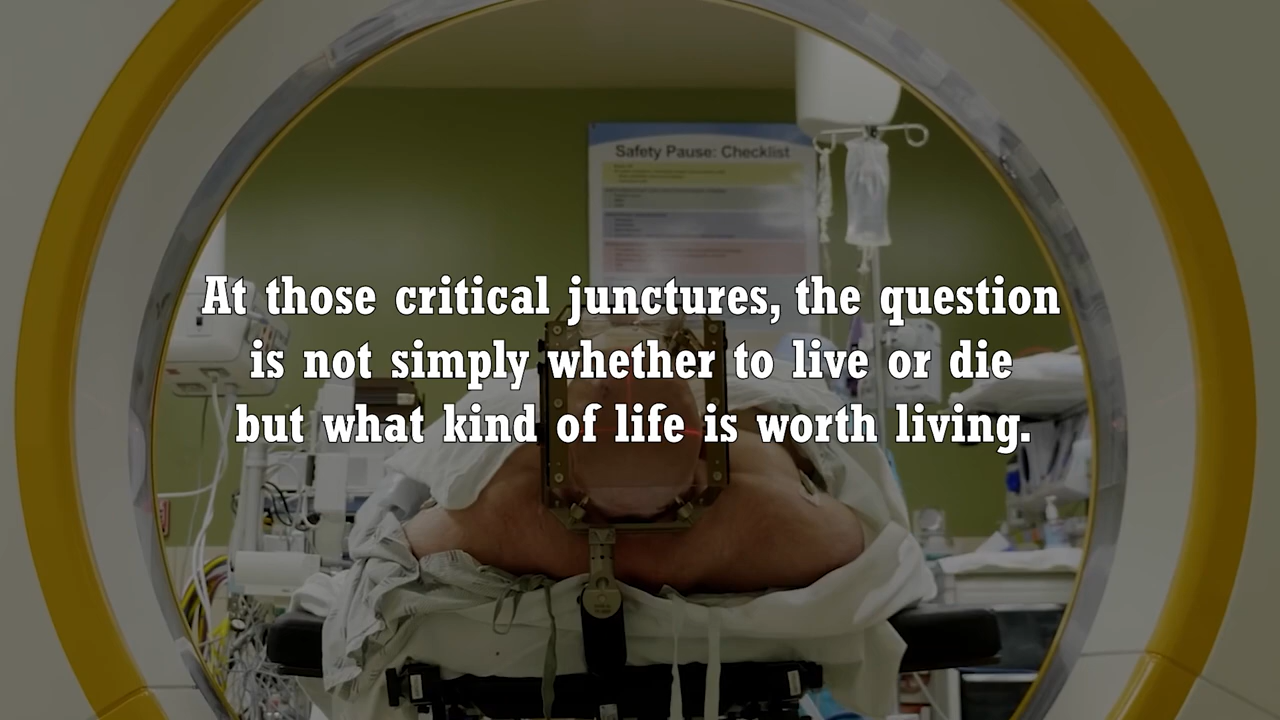 Safety Pause: Checklist
At those critical junctures, the question
is not simply whether to live or die
but what kind of life is worth living.